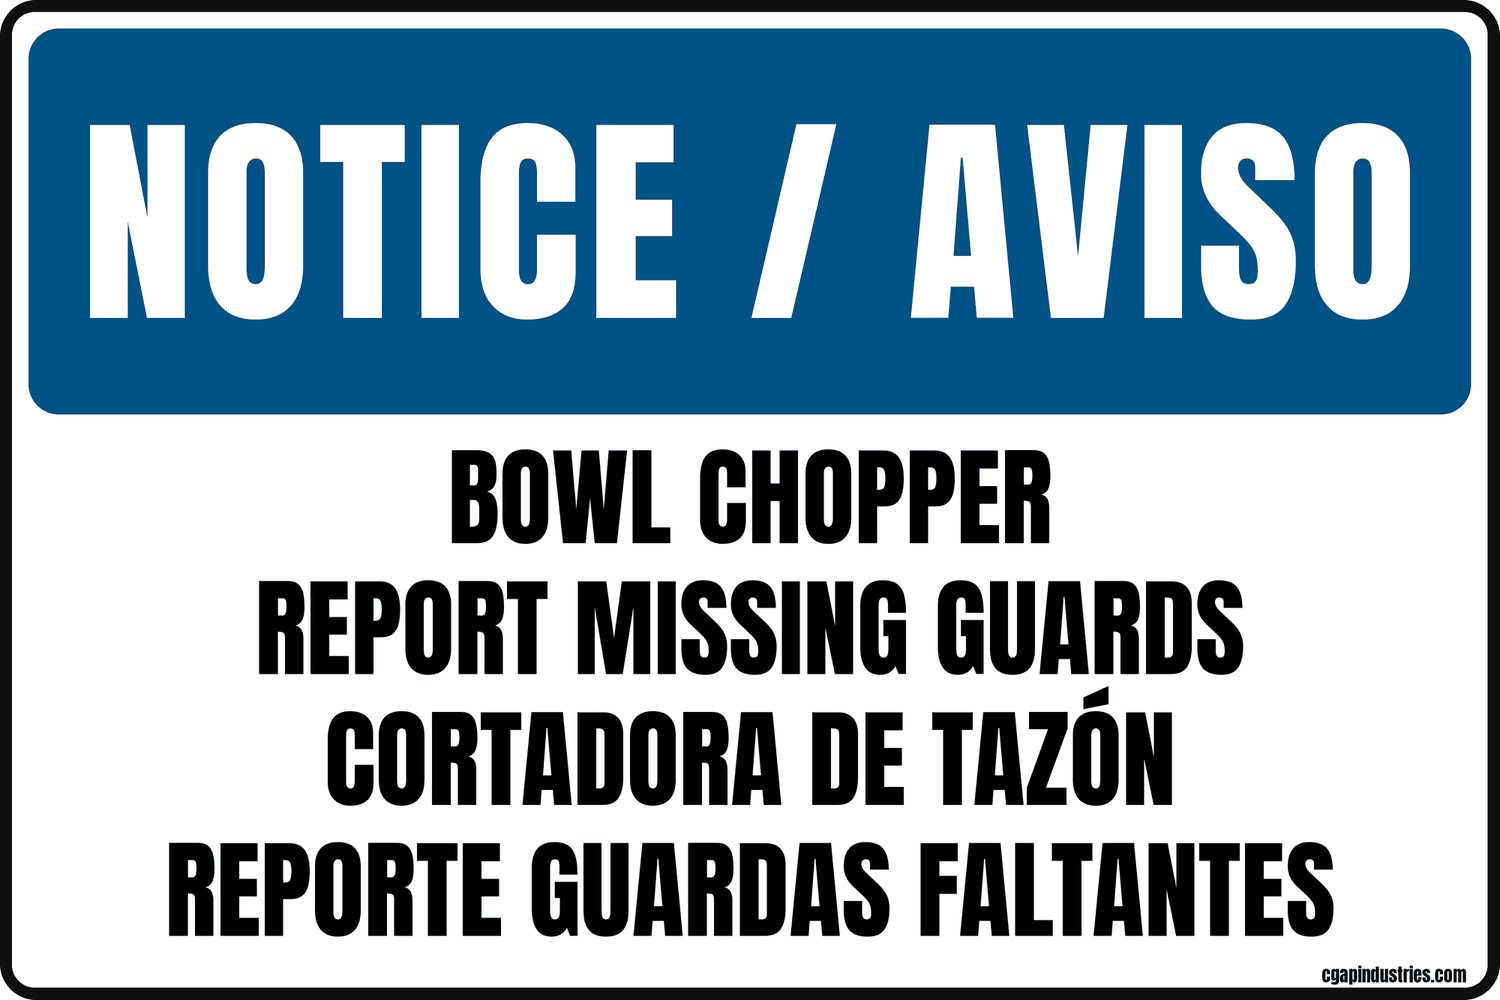 NOTICE / AVISO
BOWL CHOPPER
REPORT MISSING GUARDS
CORTADORA DE TAZÓN
REPORTE GUARDAS FALTANTES
cgapindustries.com